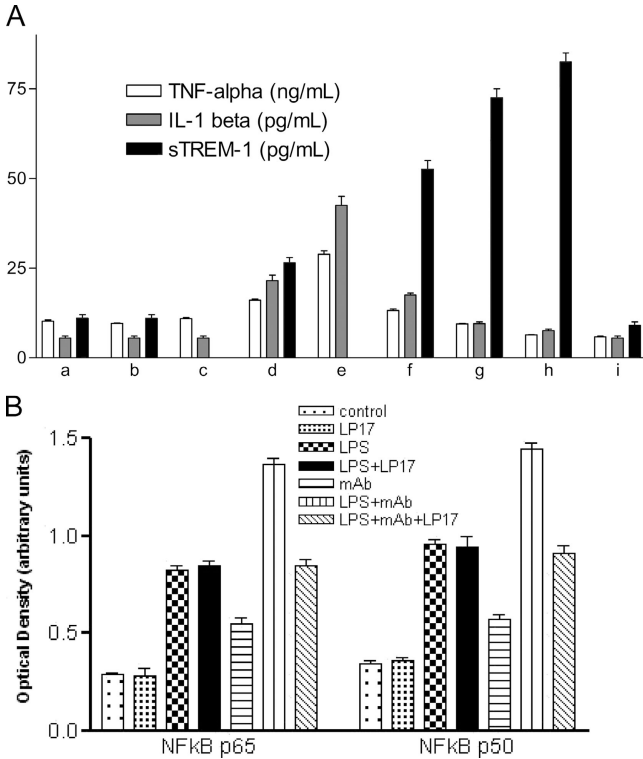 A
75
50
25
0
TNF-alpha (ng/mL)
IL-1 beta (pg/mL)
sTREM-1 (pg/mL)
a b c d e f g h i
B
Optical Density (arbitrary units)
1.5
1.0
0.5
0.0
control
LP17
LPS
LPS+LP17
mAb
LPS+mAb
LPS+mAb+LP17
NFkB p65 NFkB p50